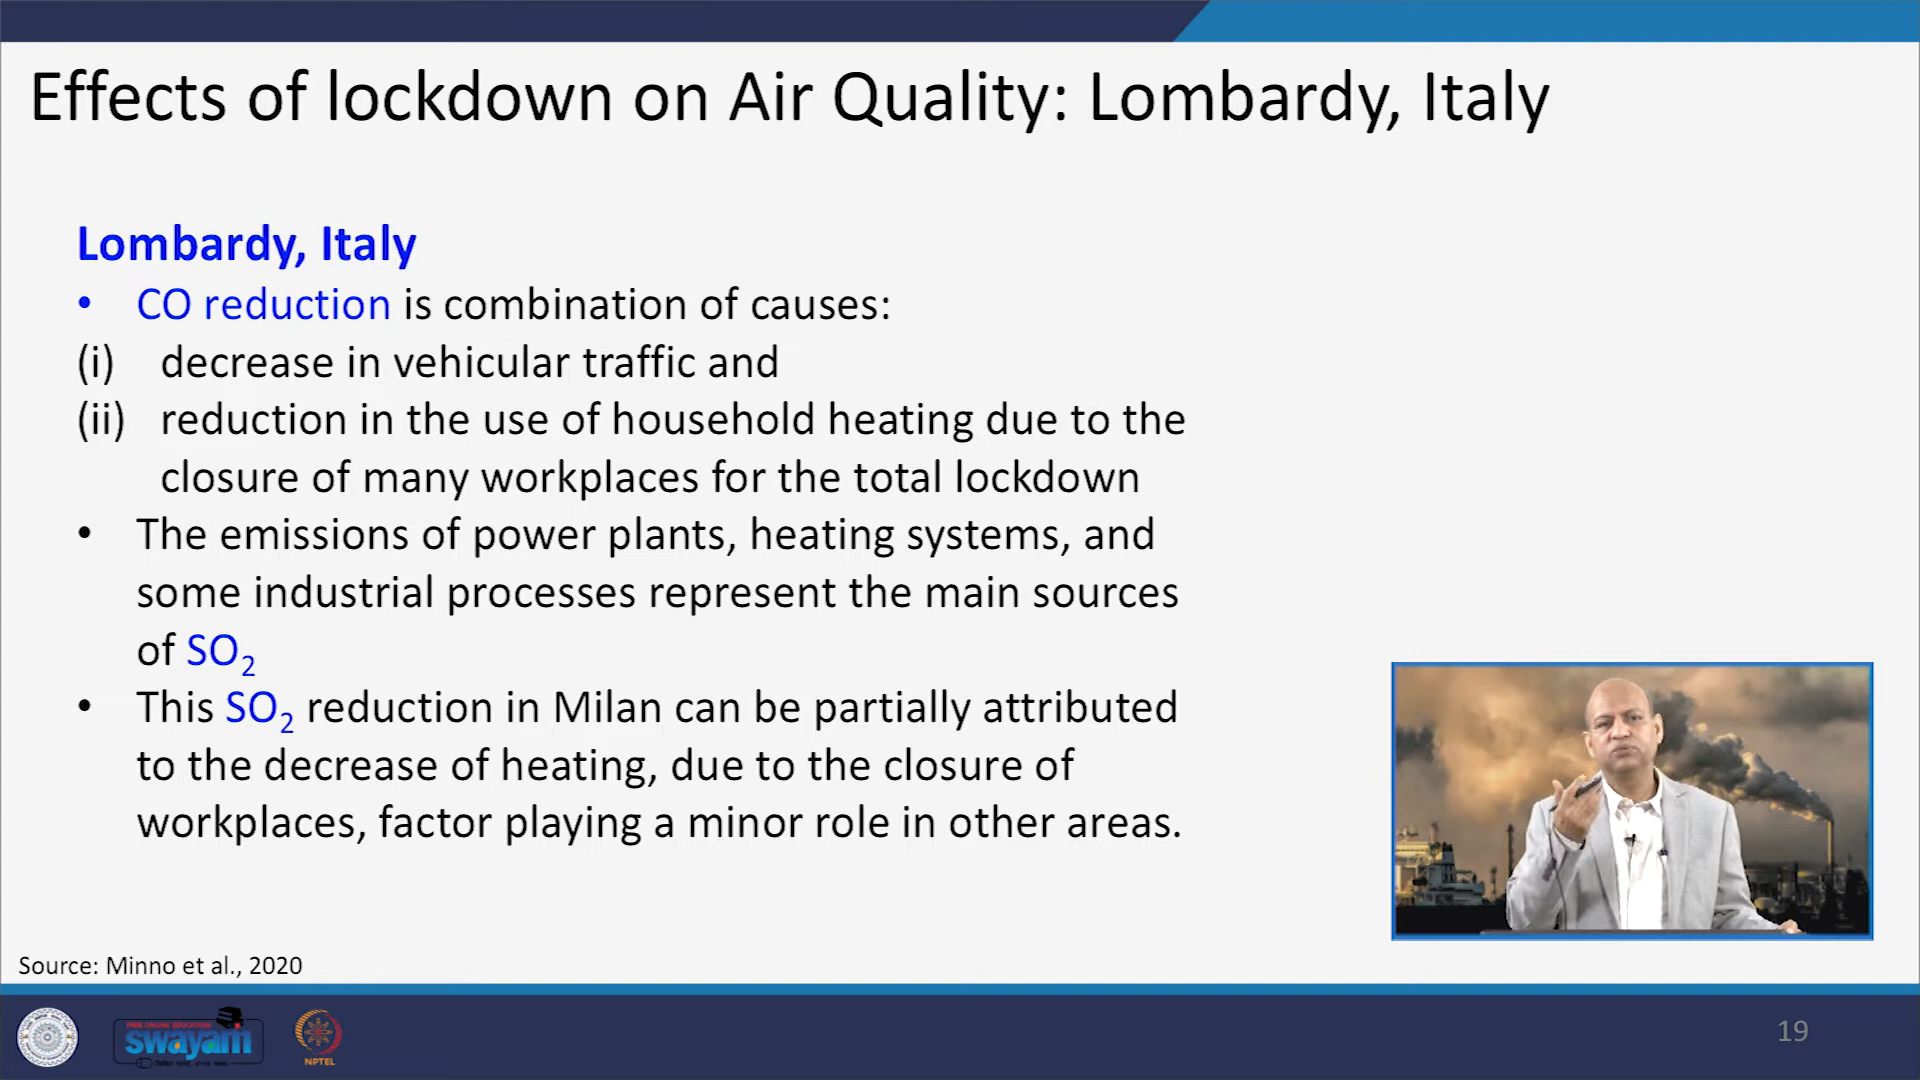 Effects of lockdown on Air Quality: Lombardy, Italy
Lombardy, Italy
• CO reduction is combination of causes:
(i) decrease in vehicular traffic and
(ii) reduction in the use of household heating due to the
closure of many workplaces for the total lockdown
• The emissions of power plants, heating systems, and
some industrial processes represent the main sources
of SO₂
• This SO₂ reduction in Milan can be partially attributed
to the decrease of heating, due to the closure of
workplaces, factor playing a minor role in other areas.
Source: Minno et al., 2020
FREE ONLINE EDUCATION
swayam
NPTEL
19